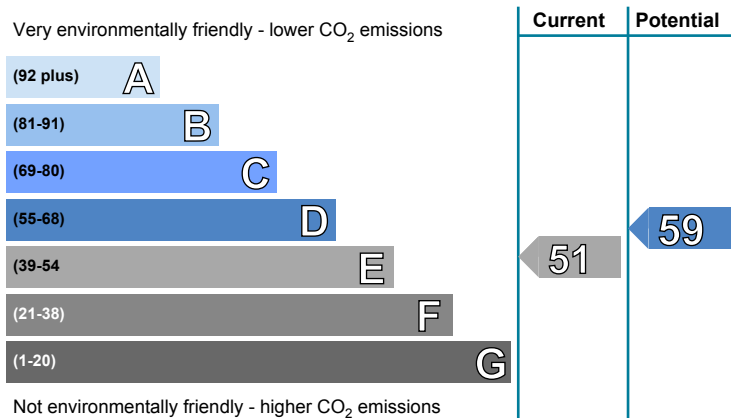 Very environmentally friendly - lower CO2 emissions
Current
Potential
(92 plus) A
(81-91) B
(69-80) C
(55-68) D
(39-54 E
(21-38) F
(1-20) G
51
59
Not environmentally friendly - higher CO2 emissions